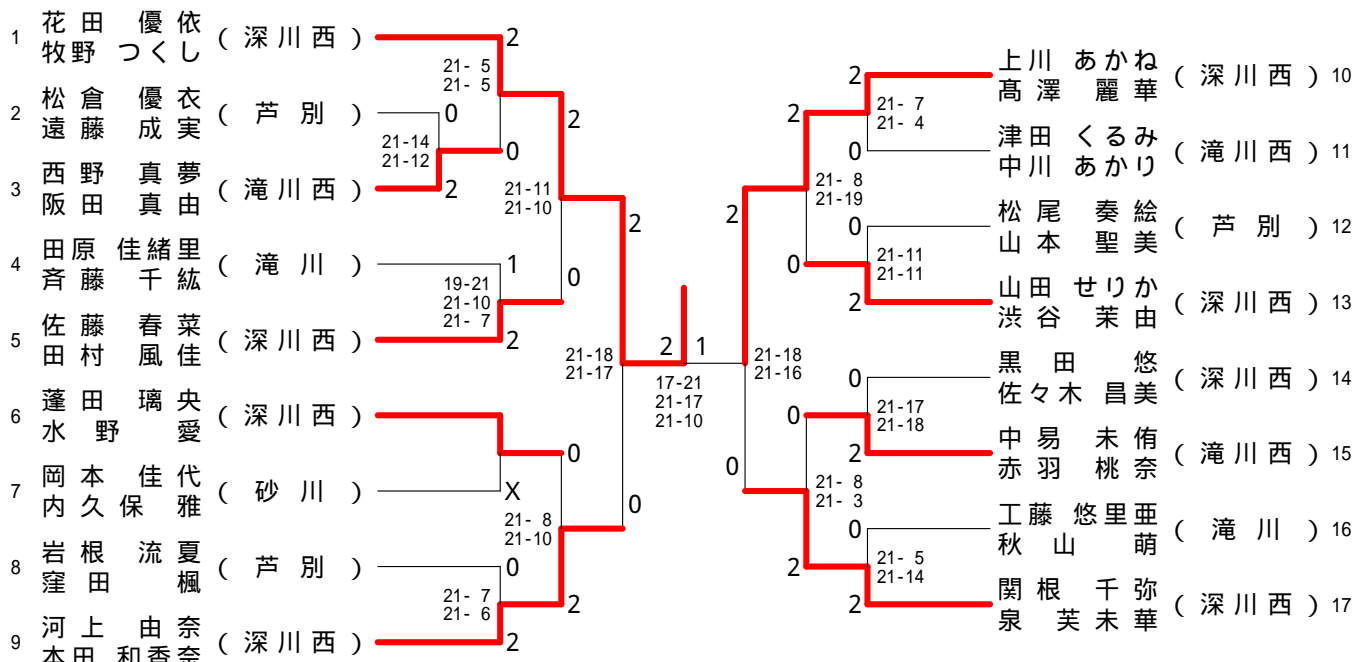 1 花田 優依 (深川西)
牧野 つくし
2 松倉 優衣 (芦別)
遠藤 成実
3 西野 真夢 (滝川西)
阪田 真由
4 田原 佳緒里 (滝川)
斉藤 千紘
5 佐藤 春菜 (深川西)
田村 風佳
6 蓬田 璃央 (深川西)
水野 愛
7 岡本 佳代 (砂川)
内久保 雅
8 岩根 流夏 (芦別)
窪田 楓
9 河上 由奈 (深川西)
本田 和香奈
2
21- 5
21- 5
0
21-14
21-12
0
2
2
21-11
21-10
1
19-21
21-10
21- 7
0
2
2
21-18
21-17
0
X
21- 8
21-10
0
0
21- 7
21- 6
2
2
2 1
17-21
21-17
21-10
2
21-18
21-16
0
2
21- 8
21-19
0
2
21- 7
21- 4
0
0
21-11
21-11
2
0
21-17
21-18
2
0
21- 8
21- 3
2
0
21- 5
21-14
2
上川 あかね (深川西) 10
髙澤 麗華
津田 くるみ (滝川西) 11
中川 あかり
松尾 奏絵 (芦別) 12
山本 聖美
山田 せりか (深川西) 13
渋谷 茉由
黒田 悠 (深川西) 14
佐々木 昌美
中易 未侑 (滝川西) 15
赤羽 桃奈
工藤 悠里亜 (滝川) 16
秋山 萌
関根 千弥 (深川西) 17
泉 芙未華